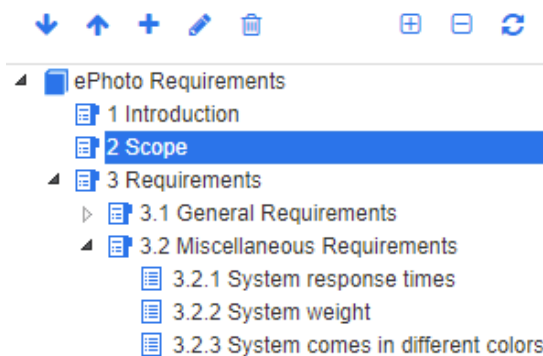 ePhoto Requirements
1 Introduction
2 Scope
3 Requirements
3.1 General Requirements
3.2 Miscellaneous Requirements
3.2.1 System response times
3.2.2 System weight
3.2.3 System comes in different colors